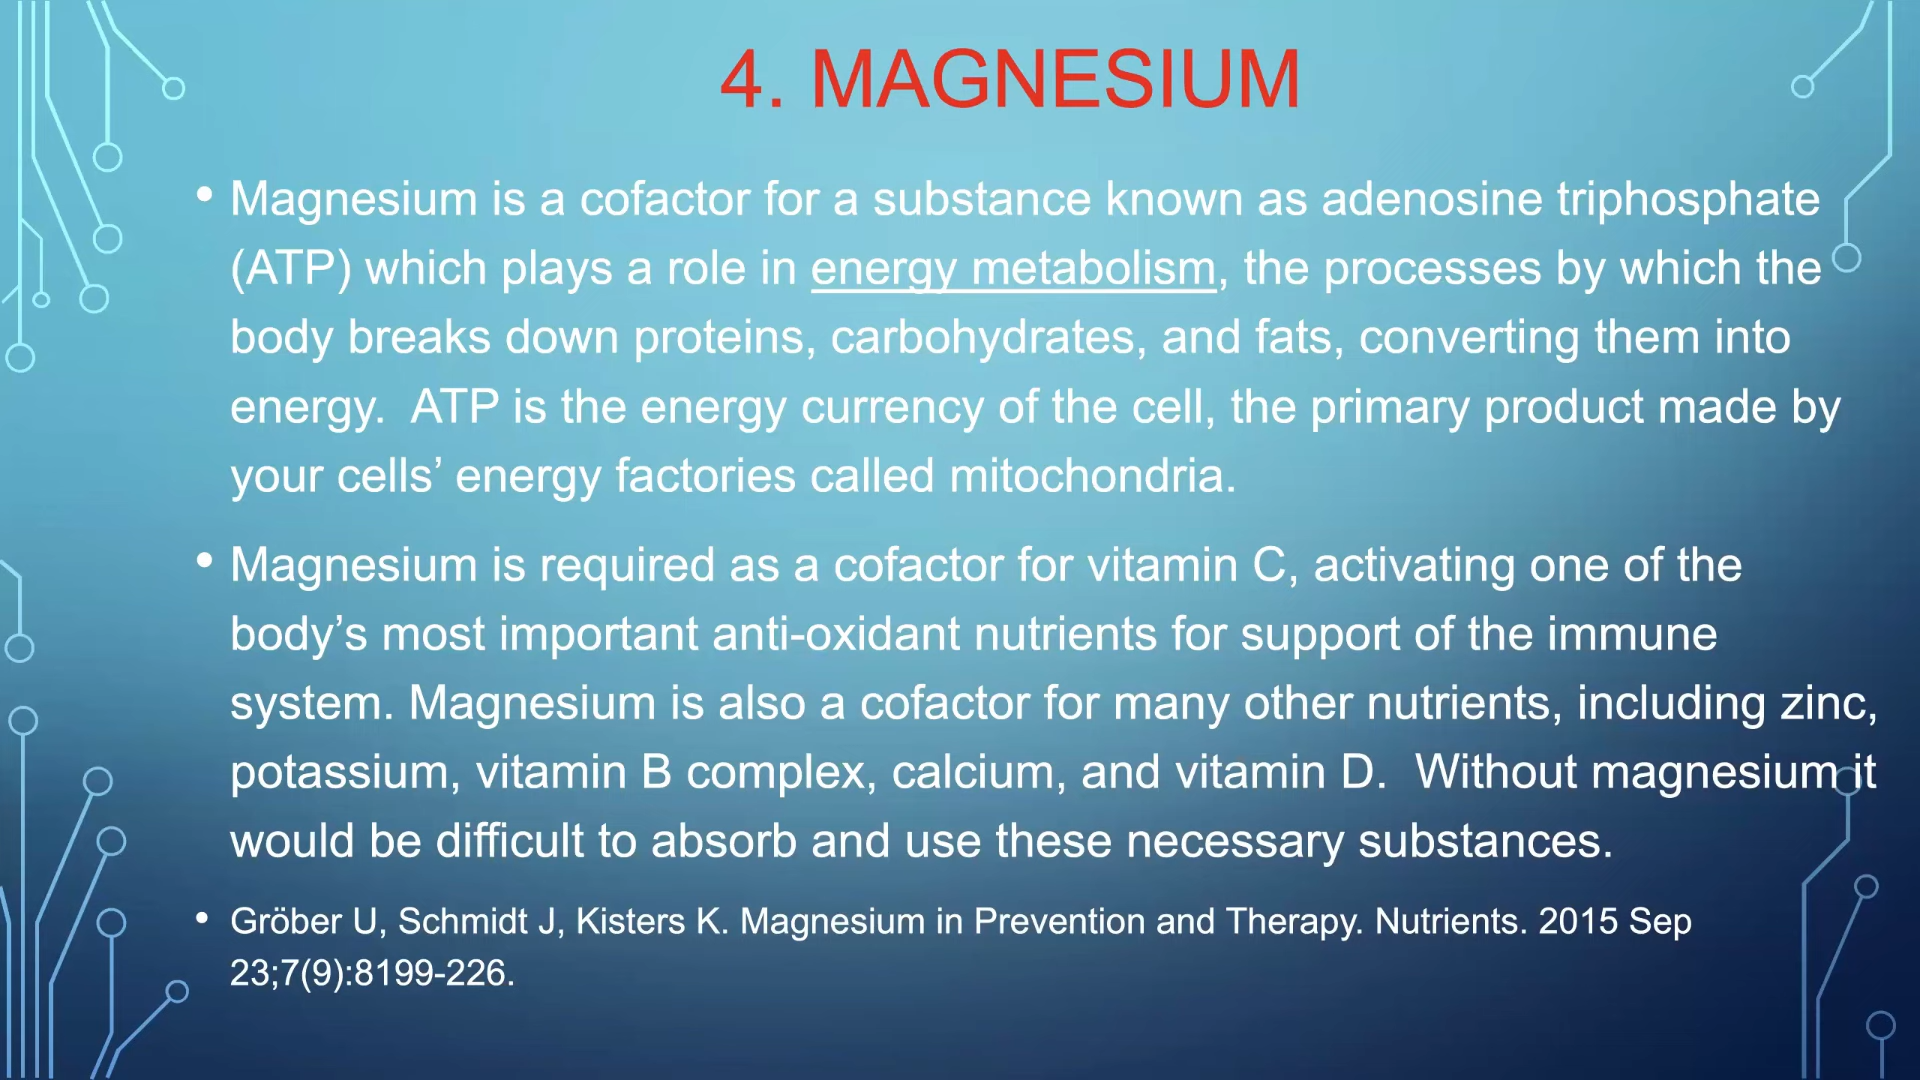 4. MAGNESIUM
• Magnesium is a cofactor for a substance known as adenosine triphosphate
(ATP) which plays a role in energy metabolism, the processes by which the
body breaks down proteins, carbohydrates, and fats, converting them into
energy.  ATP is the energy currency of the cell, the primary product made by
your cells’ energy factories called mitochondria.
• Magnesium is required as a cofactor for vitamin C, activating one of the
body’s most important anti-oxidant nutrients for support of the immune
system. Magnesium is also a cofactor for many other nutrients, including zinc,
potassium, vitamin B complex, calcium, and vitamin D.  Without magnesium it
would be difficult to absorb and use these necessary substances.
• Gröber U, Schmidt J, Kisters K. Magnesium in Prevention and Therapy. Nutrients. 2015 Sep
23;7(9):8199-226.